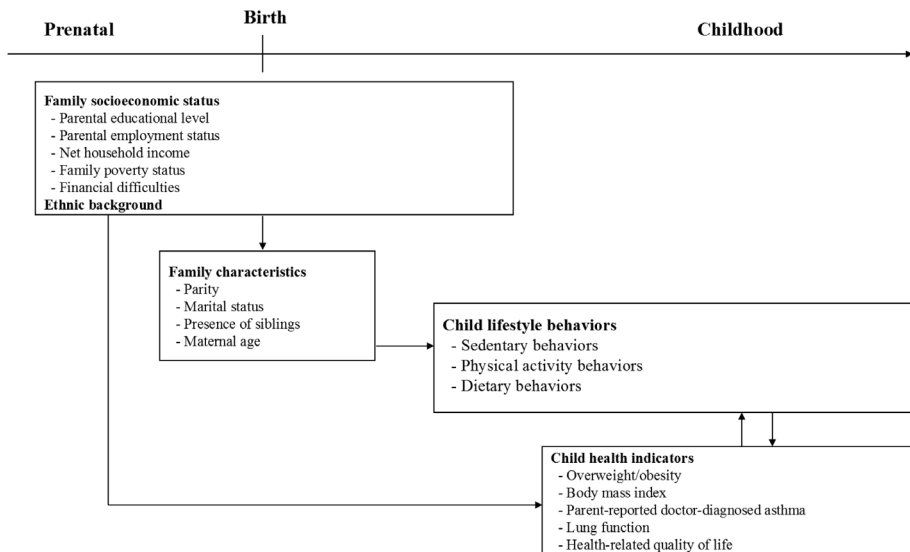 Prenatal
Birth
Childhood
Family socioeconomic status
- Parental educational level
- Parental employment status
- Net household income
- Family poverty status
- Financial difficulties
Ethnic background
Family characteristics
- Parity
- Marital status
- Presence of siblings
- Maternal age
Child lifestyle behaviors
- Sedentary behaviors
- Physical activity behaviors
- Dietary behaviors
Child health indicators
- Overweight/obesity
- Body mass index
- Parent-reported doctor-diagnosed asthma
- Lung function
- Health-related quality of life